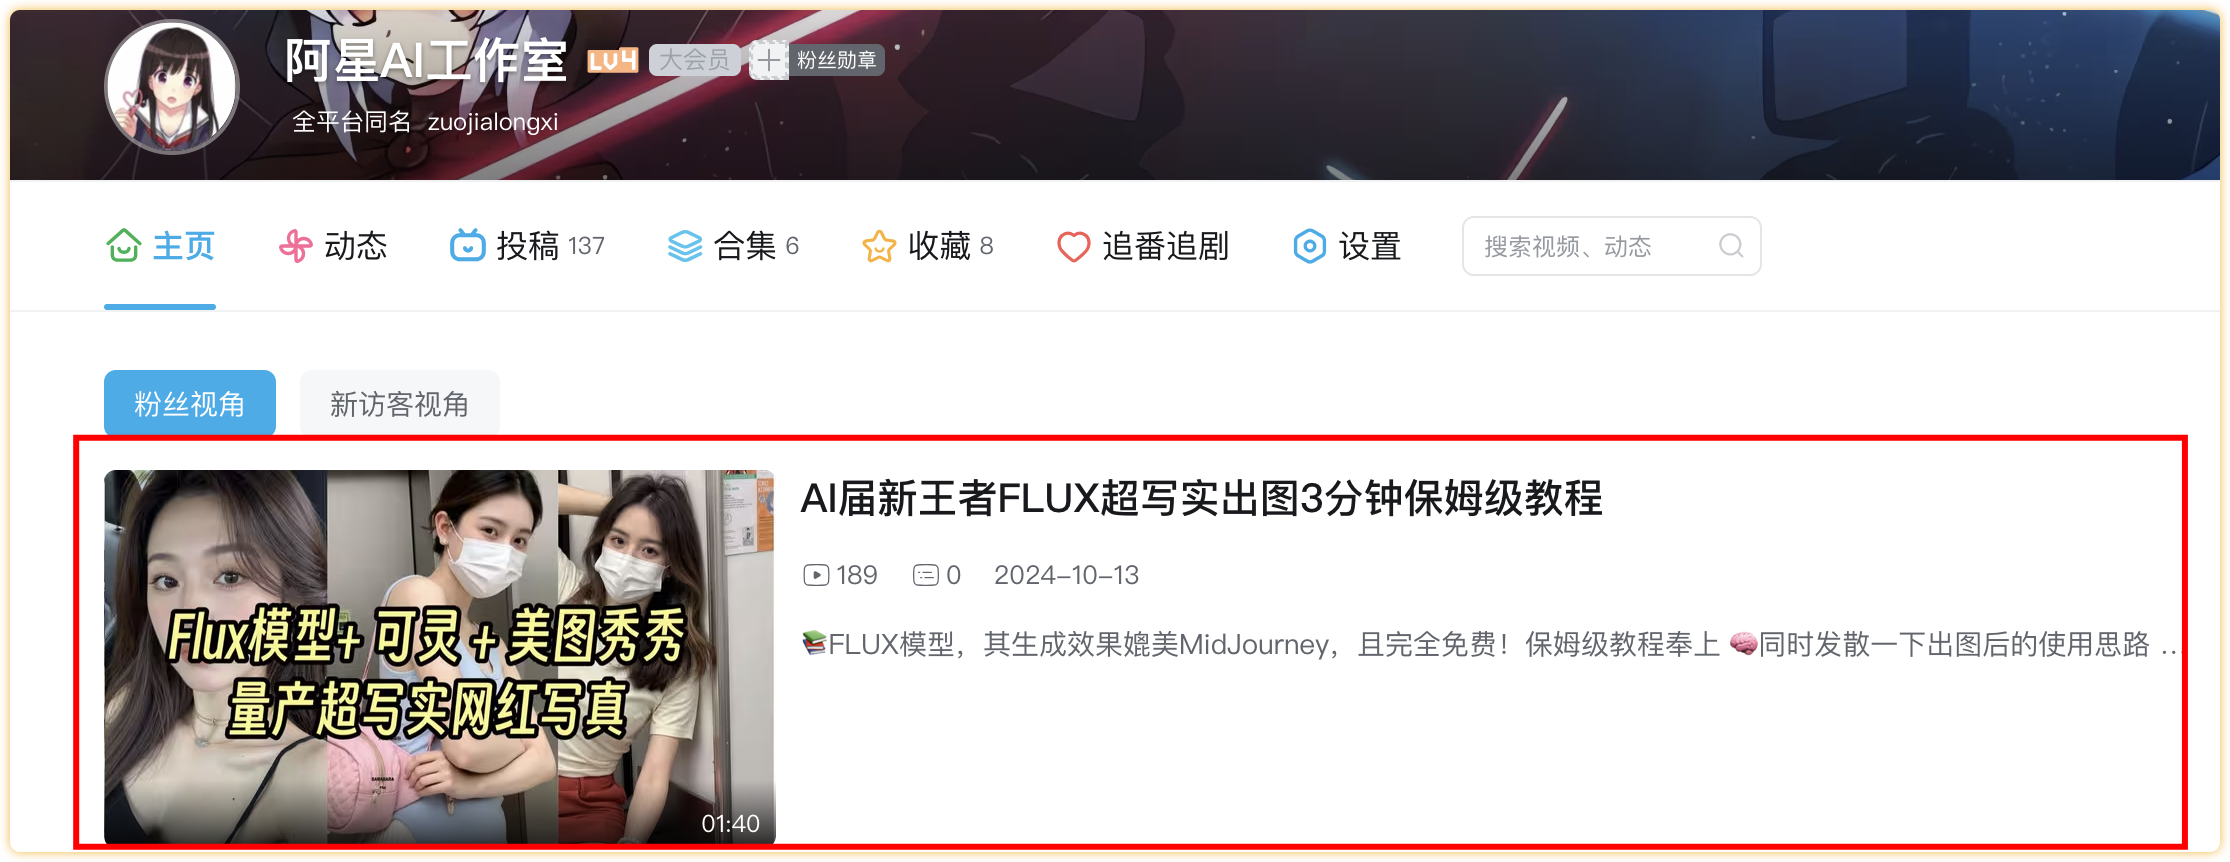 阿星AI工作室 LV4 大会员 粉丝勋章
全平台同名 zuojialongxi
主页 动态 投稿 137 合集 6 收藏 8 追番追剧 设置 搜索视频、动态
粉丝视角 新访客视角
Flux模型+ 可灵 + 美图秀秀
量产超写实网红写真
01:40
AI届新王者FLUX超写实出图3分钟保姆级教程
189 0 2024-10-13
📚FLUX模型，其生成效果媲美MidJourney，且完全免费！保姆级教程奉上 🧠同时发散一下出图后的使用思路 ...